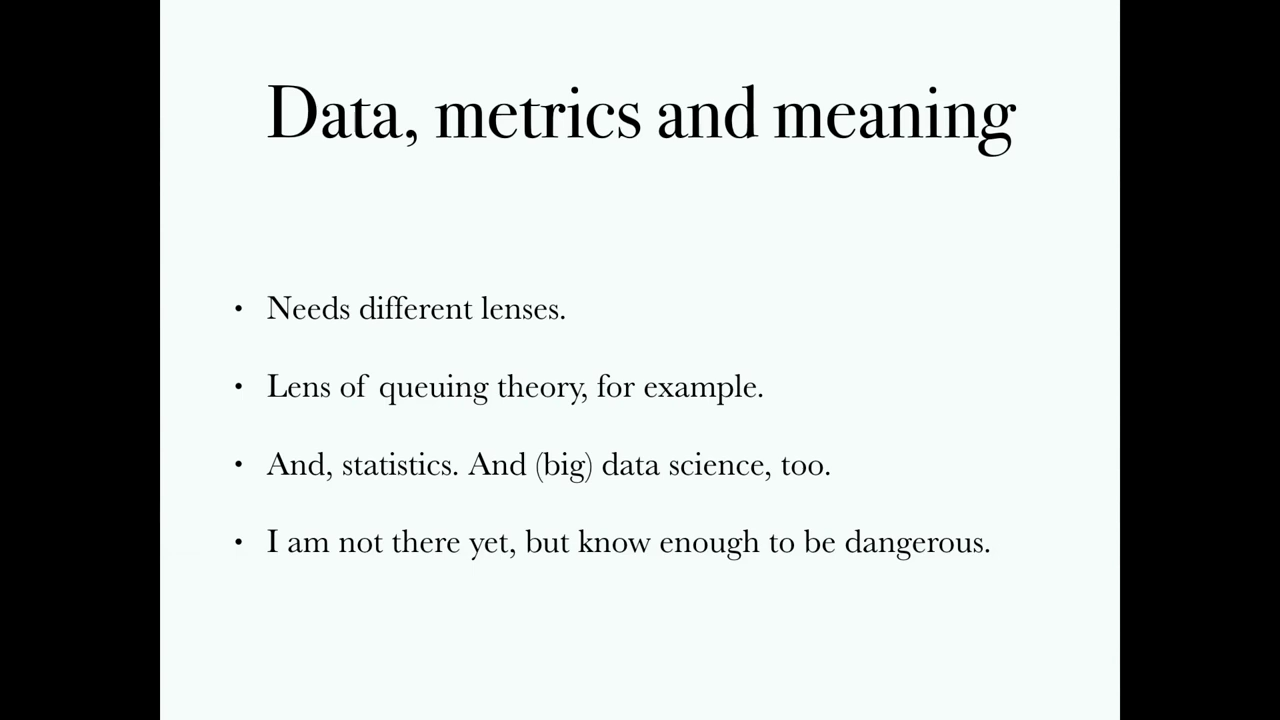 Data, metrics and meaning
• Needs different lenses.
• Lens of queuing theory, for example.
• And, statistics. And (big) data science, too.
• I am not there yet, but know enough to be dangerous.